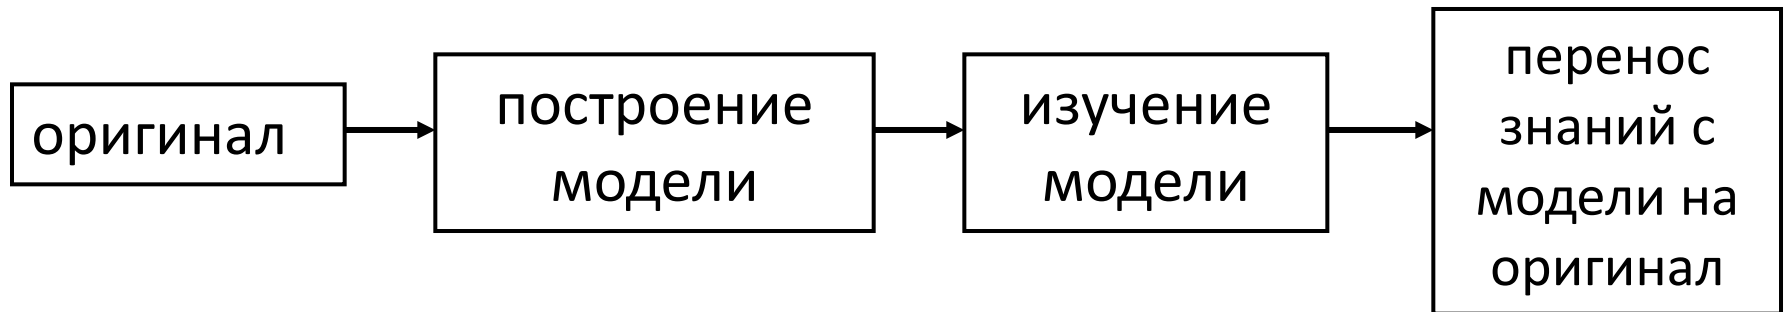 оригинал
построение
модели
изучение
модели
перенос
знаний с
модели на
оригинал